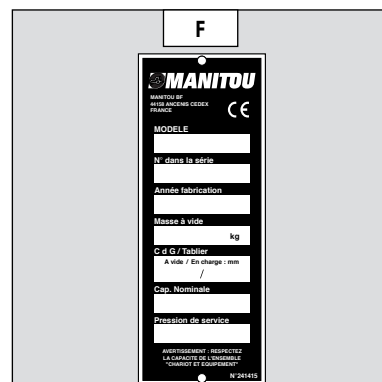 F
MANITOU
MANITOU BF
44158 ANCENIS CEDEX
FRANCE
CE
MODELE
N° dans la série
Année fabrication
Masse à vide
kg
C d G / Tablier
A vide / En charge : mm
/
Cap. Nominale
Pression de service
AVERTISSEMENT : RESPECTEZ
LA CAPACITE DE L'ENSEMBLE
"CHARIOT ET EQUIPEMENT"
N°241415